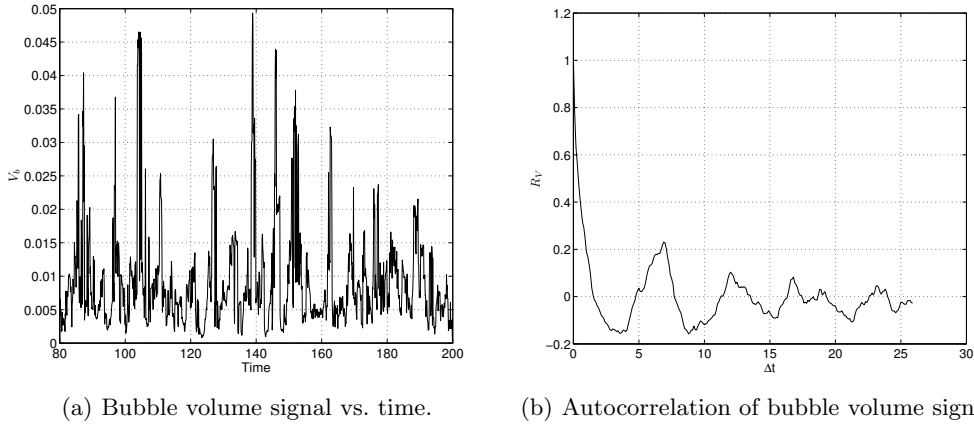 0.05
0.045
0.04
0.035
0.03
0.025
0.02
0.015
0.01
0.005
0
V_b
80 100 120 140 160 180 200
Time
(a) Bubble volume signal vs. time.
1.2
1
0.8
0.6
0.4
0.2
0
−0.2
R_V
0 5 10 15 20 25 30
Δt
(b) Autocorrelation of bubble volume sign